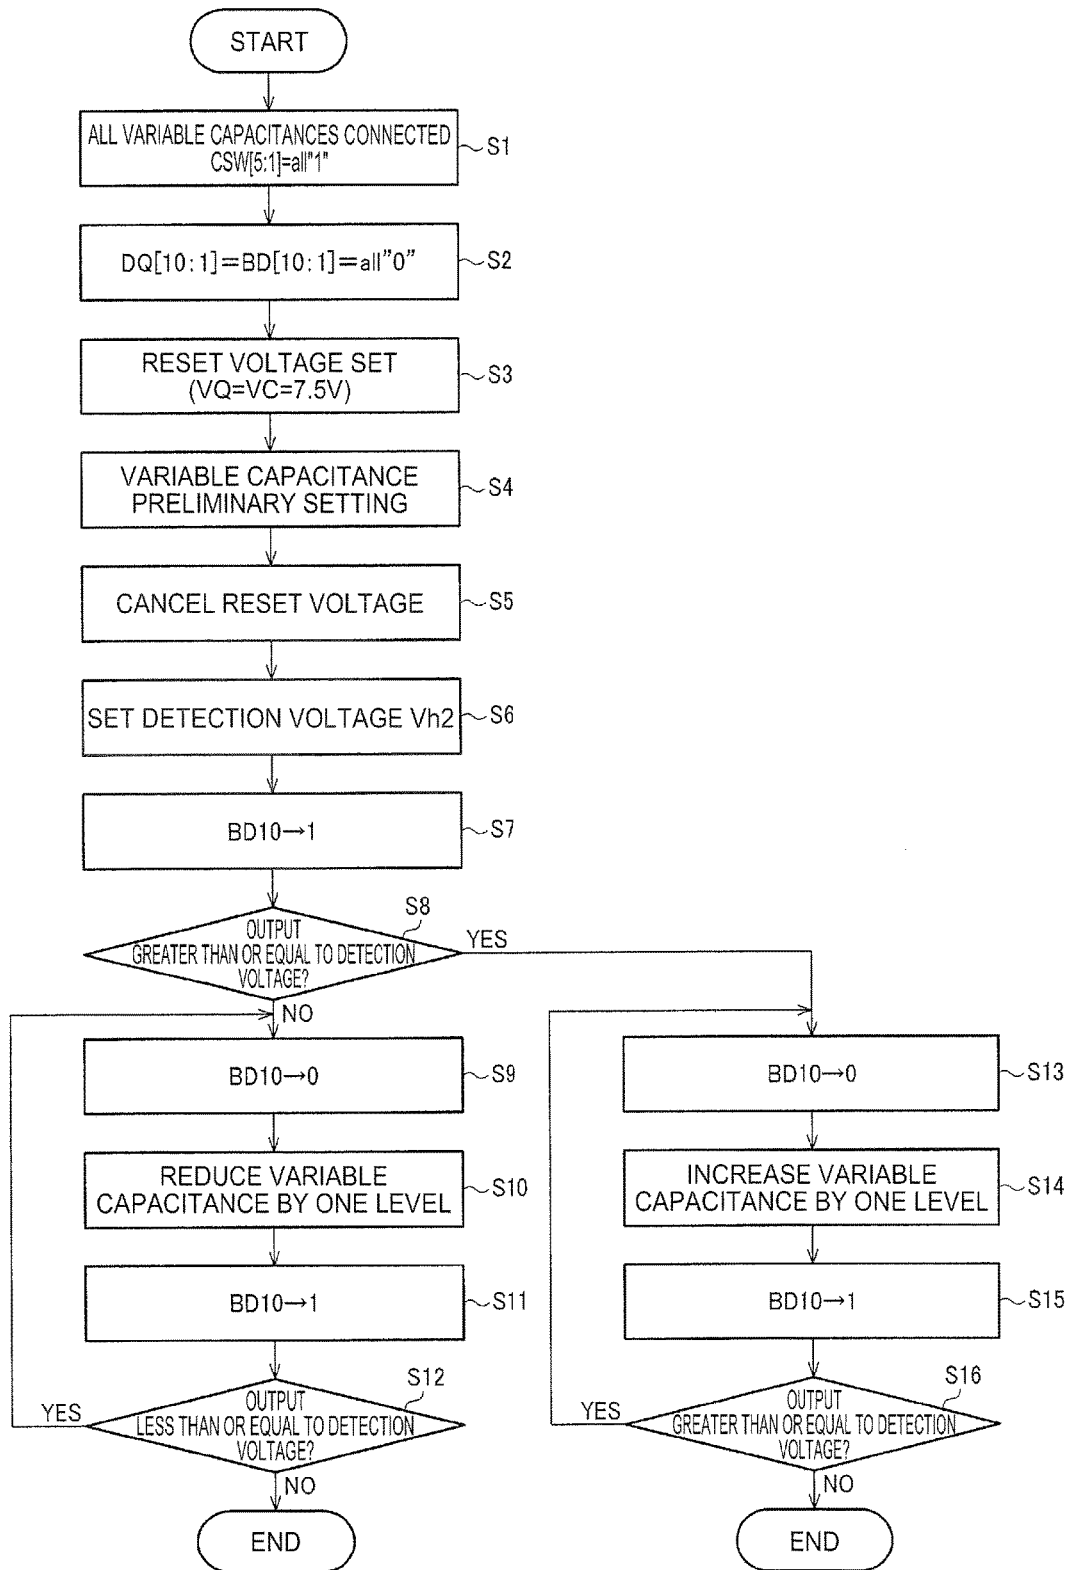 START
ALL VARIABLE CAPACITANCES CONNECTED
CSW[5:1]=all"1"
S1
DQ[10:1]=BD[10:1]=all"0"
S2
RESET VOLTAGE SET
(VQ=VC=7.5V)
S3
VARIABLE CAPACITANCE
PRELIMINARY SETTING
S4
CANCEL RESET VOLTAGE
S5
SET DETECTION VOLTAGE Vh2
S6
BD10→1
S7
S8
OUTPUT
GREATER THAN OR EQUAL TO DETECTION
VOLTAGE?
YES
NO
BD10→0
S9
REDUCE VARIABLE
CAPACITANCE BY ONE LEVEL
S10
BD10→1
S11
S12
OUTPUT
LESS THAN OR EQUAL TO DETECTION
VOLTAGE?
YES
NO
END
BD10→0
S13
INCREASE VARIABLE
CAPACITANCE BY ONE LEVEL
S14
BD10→1
S15
S16
OUTPUT
GREATER THAN OR EQUAL TO DETECTION
VOLTAGE?
YES
NO
END